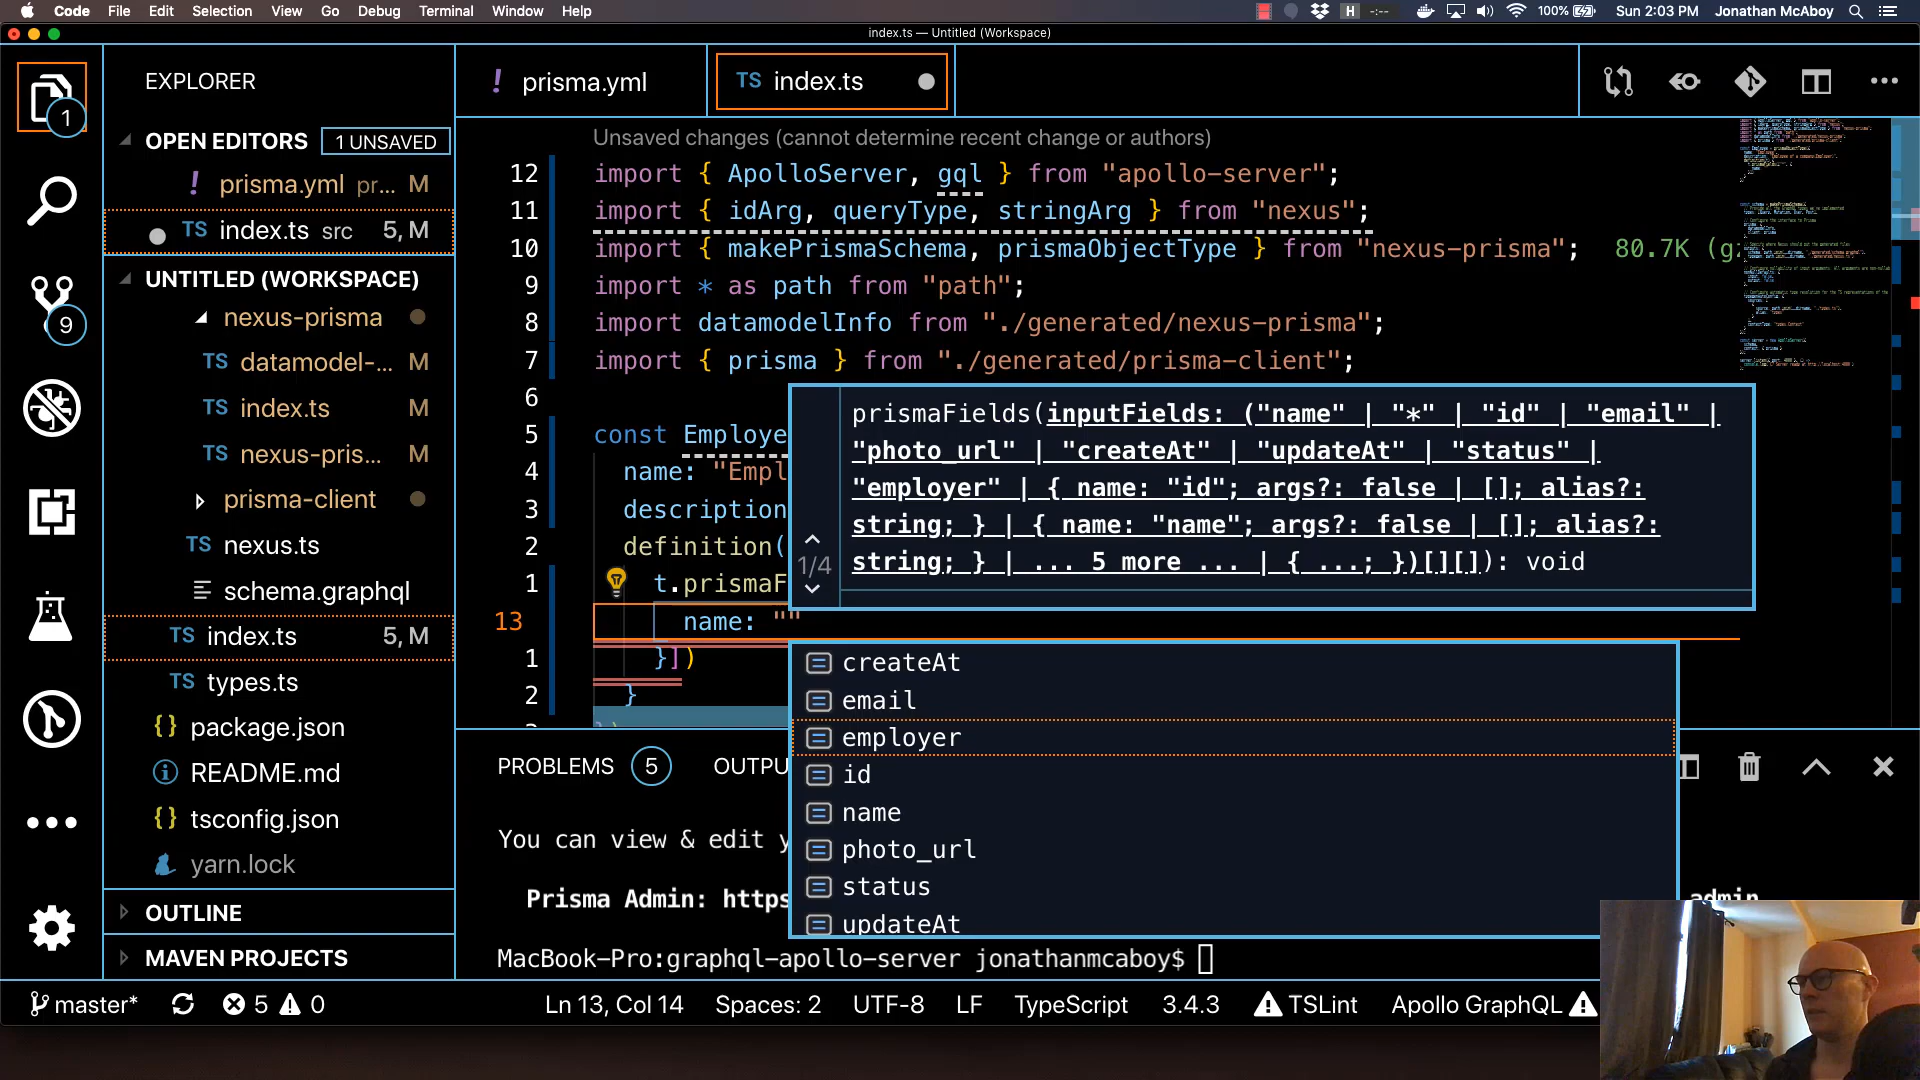 Code File Edit Selection View Go Debug Terminal Window Help
H --:-- 100% Sun 2:03 PM Jonathan McAboy
index.ts — Untitled (Workspace)
EXPLORER
OPEN EDITORS 1 UNSAVED
! prisma.yml pr... M
TS index.ts src 5, M
UNTITLED (WORKSPACE)
nexus-prisma
TS datamodel-... M
TS index.ts M
TS nexus-pris... M
prisma-client
TS nexus.ts
schema.graphql
TS index.ts 5, M
TS types.ts
{} package.json
README.md
{} tsconfig.json
yarn.lock
OUTLINE
MAVEN PROJECTS
1
9
! prisma.yml
TS index.ts
Unsaved changes (cannot determine recent change or authors)
12 import { ApolloServer, gql } from "apollo-server";
11 import { idArg, queryType, stringArg } from "nexus";
10 import { makePrismaSchema, prismaObjectType } from "nexus-prisma"; 80.7K (g
9 import * as path from "path";
8 import datamodelInfo from "./generated/nexus-prisma";
7 import { prisma } from "./generated/prisma-client";
6
5 const Employe
4 name: "Empl
3 description
2 definition(
1 t.prismaF
13 name: ""
1 }])
2 }
prismaFields(inputFields: ("name" | "*" | "id" | "email" |
"photo_url" | "createAt" | "updateAt" | "status" |
"employer" | { name: "id"; args?: false | []; alias?:
string; } | { name: "name"; args?: false | []; alias?:
string; } | ... 5 more ... | { ...; })[][]): void
1/4
createAt
email
employer
id
name
photo_url
status
updateAt
PROBLEMS 5 OUTPU
You can view & edit y
Prisma Admin: https
admin
MacBook-Pro:graphql-apollo-server jonathanmcaboy$
master* 5 0 Ln 13, Col 14 Spaces: 2 UTF-8 LF TypeScript 3.4.3 TSLint Apollo GraphQL